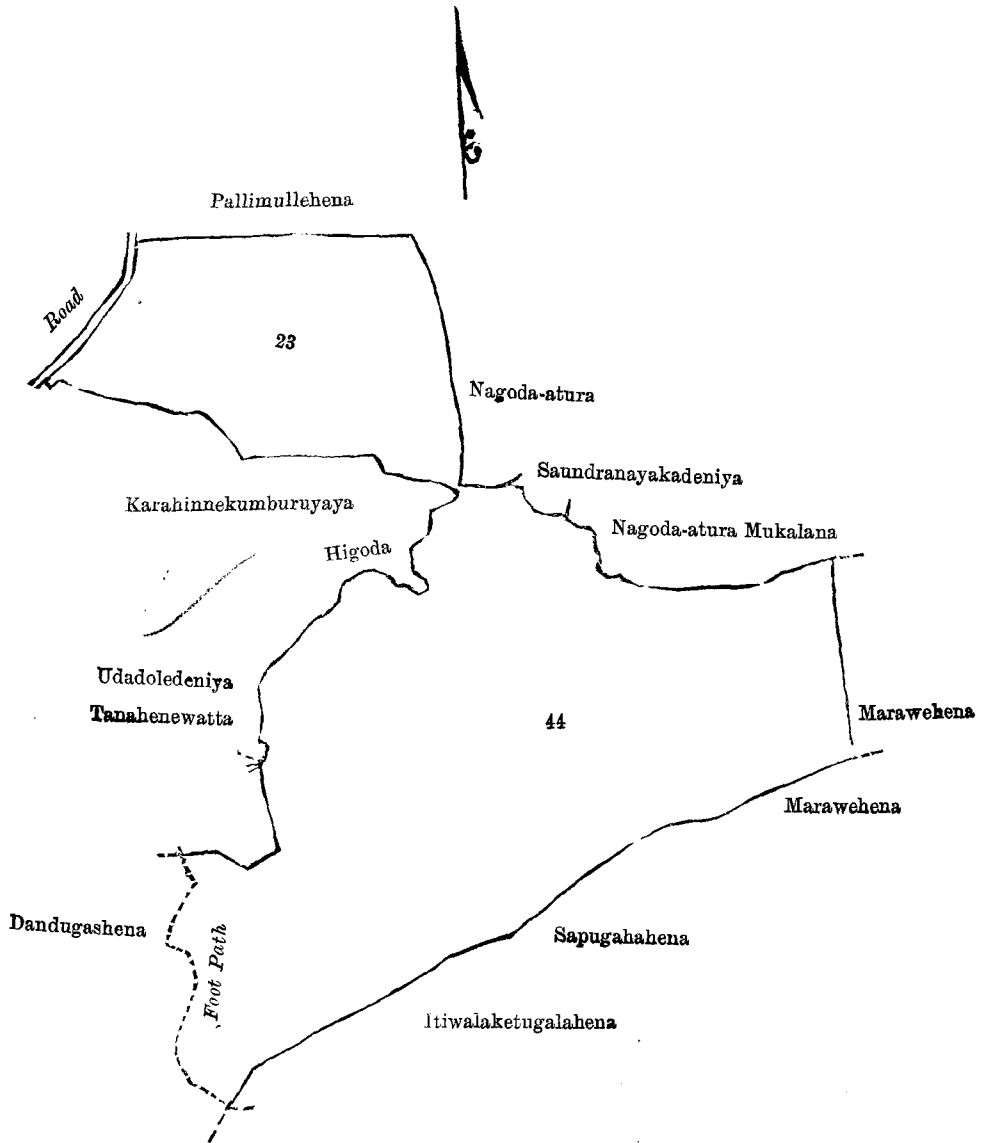 Pallimullehena
Road
23
Nagoda-atura
Saundranayakadeniya
Karahinnekumburuyaya
Nagoda-atura Mukalana
Higoda
Udadoledeniya
Tanahenewatta
44
Marawehena
Marawehena
Dandugashena
Foot Path
Sapugahahena
Itiwalaketugalahena